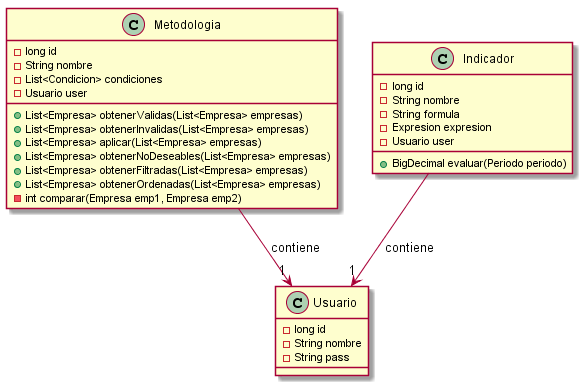 C Metodologia
long id
String nombre
List<Condicion> condiciones
Usuario user
List<Empresa> obtenerValidas(List<Empresa> empresas)
List<Empresa> obtenerInvalidas(List<Empresa> empresas)
List<Empresa> aplicar(List<Empresa> empresas)
List<Empresa> obtenerNoDeseables(List<Empresa> empresas)
List<Empresa> obtenerFiltradas(List<Empresa> empresas)
List<Empresa> obtenerOrdenadas(List<Empresa> empresas)
int comparar(Empresa emp1, Empresa emp2)
C Indicador
long id
String nombre
String formula
Expresion expresion
Usuario user
BigDecimal evaluar(Periodo periodo)
contiene
1
contiene
1
C Usuario
long id
String nombre
String pass